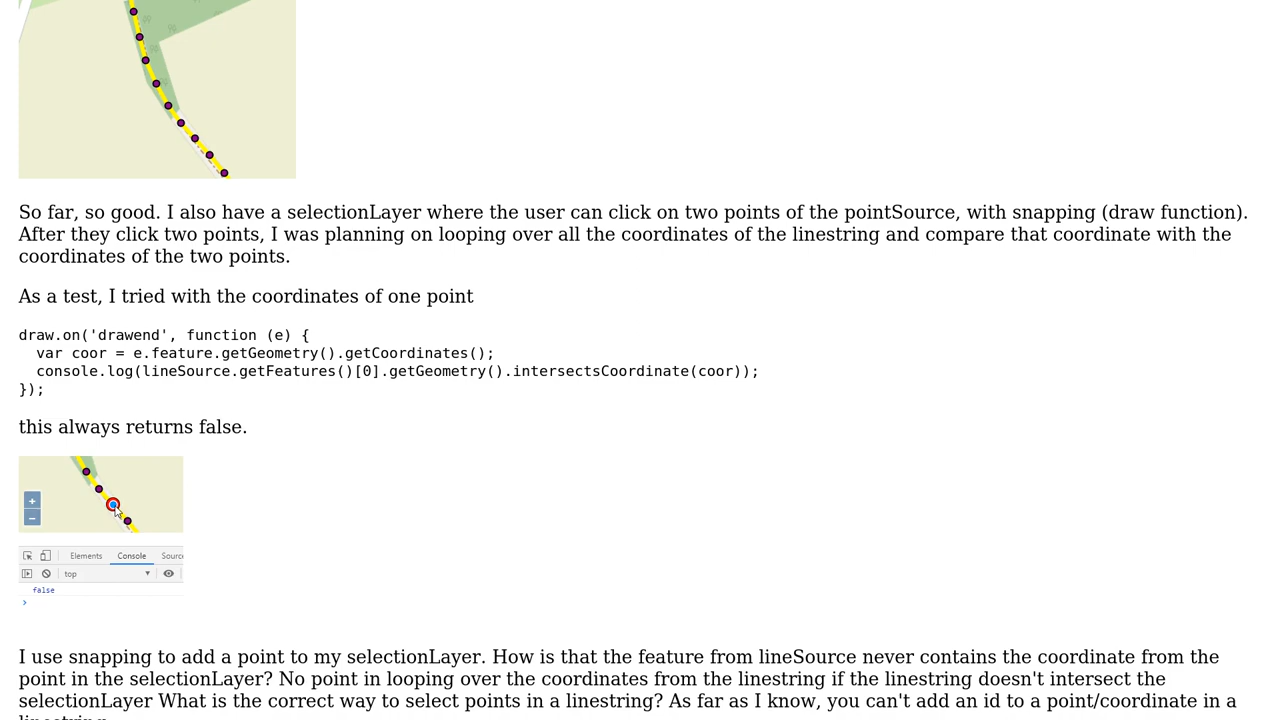 So far, so good. I also have a selectionLayer where the user can click on two points of the pointSource, with snapping (draw function).
After they click two points, I was planning on looping over all the coordinates of the linestring and compare that coordinate with the
coordinates of the two points.
As a test, I tried with the coordinates of one point
draw.on('drawend', function (e) {
  var coor = e.feature.getGeometry().getCoordinates();
  console.log(lineSource.getFeatures()[0].getGeometry().intersectsCoordinate(coor));
});
this always returns false.
+
−
Elements Console Source
top
false
I use snapping to add a point to my selectionLayer. How is that the feature from lineSource never contains the coordinate from the
point in the selectionLayer? No point in looping over the coordinates from the linestring if the linestring doesn't intersect the
selectionLayer What is the correct way to select points in a linestring? As far as I know, you can't add an id to a point/coordinate in a
linestring